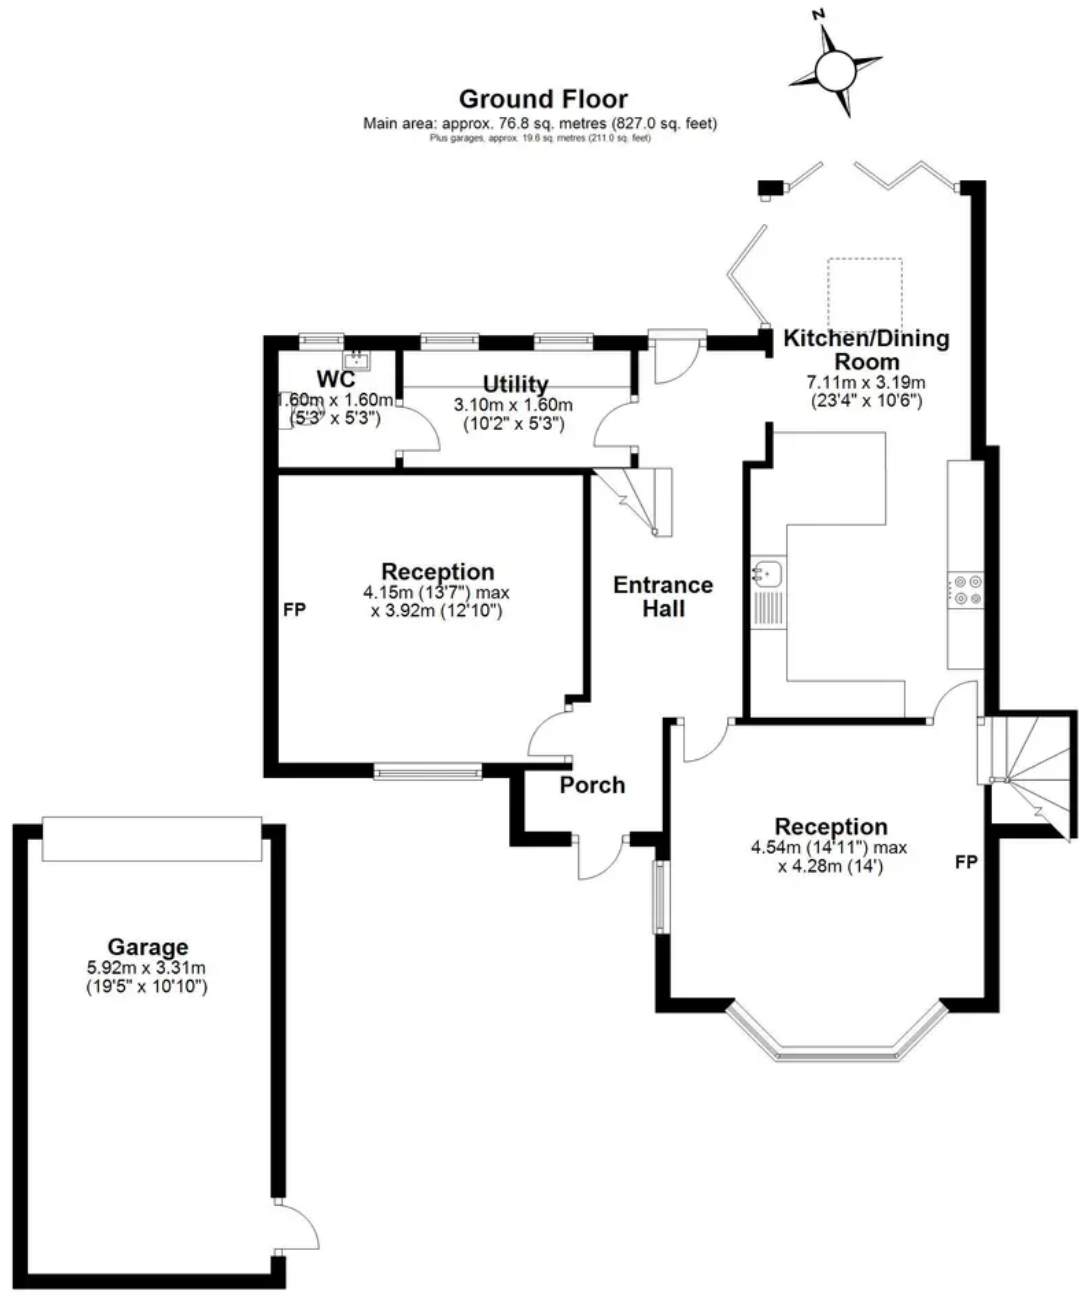 N
Ground Floor
Main area: approx. 76.8 sq. metres (827.0 sq. feet)
Plus garages, approx. 19.6 sq. metres (211.0 sq. feet)
Kitchen/Dining
Room
7.11m x 3.19m
(23'4" x 10'6")
WC
1.60m x 1.60m
(5'3" x 5'3")
Utility
3.10m x 1.60m
(10'2" x 5'3")
Reception
4.15m (13'7") max
x 3.92m (12'10")
FP
Entrance
Hall
Porch
Reception
4.54m (14'11") max
x 4.28m (14')
FP
Garage
5.92m x 3.31m
(19'5" x 10'10")